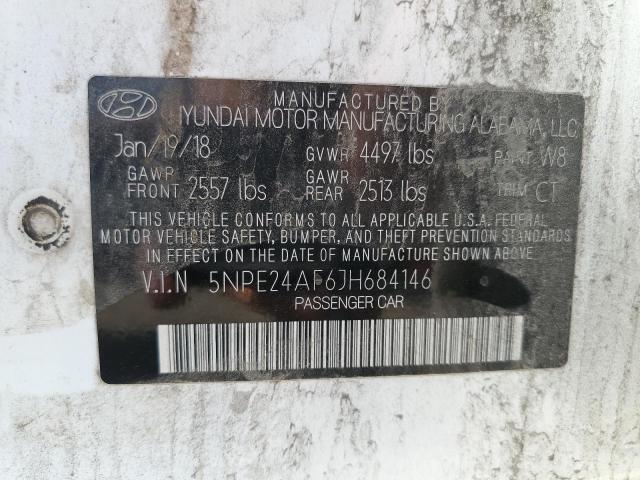 MANUFACTURED BY
YUNDAI MOTOR MANUFACTURING ALABAMA, LLC
Jan/19/18 GVWR 4497 lbs PAINT W8
GAWR FRONT 2557 lbs GAWR REAR 2513 lbs TRIM CT
THIS VEHICLE CONFORMS TO ALL APPLICABLE U.S.A. FEDERAL
MOTOR VEHICLE SAFETY, BUMPER, AND THEFT PREVENTION STANDARDS
IN EFFECT ON THE DATE OF MANUFACTURE SHOWN ABOVE.
V.I.N 5NPE24AF6JH684146
PASSENGER CAR